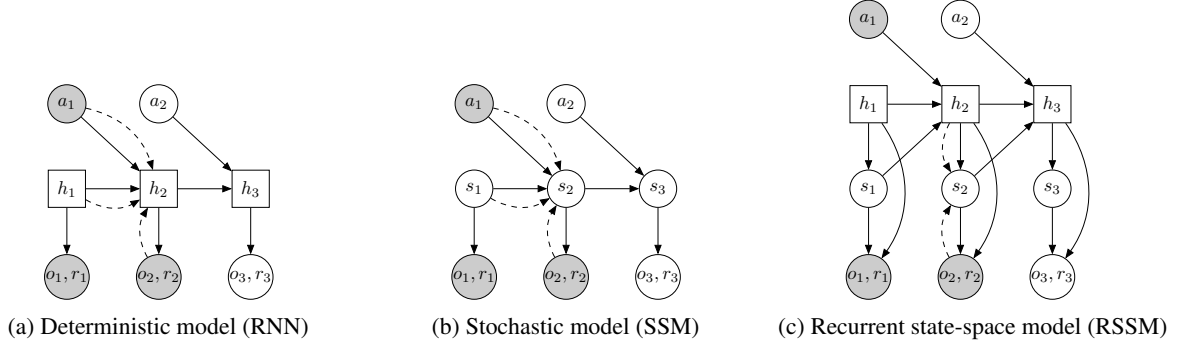 a₁ a₂
h₁ h₂ h₃
o₁, r₁ o₂, r₂ o₃, r₃
(a) Deterministic model (RNN)
a₁ a₂
s₁ s₂ s₃
o₁, r₁ o₂, r₂ o₃, r₃
(b) Stochastic model (SSM)
a₁ a₂
h₁ h₂ h₃
s₁ s₂ s₃
o₁, r₁ o₂, r₂ o₃, r₃
(c) Recurrent state-space model (RSSM)